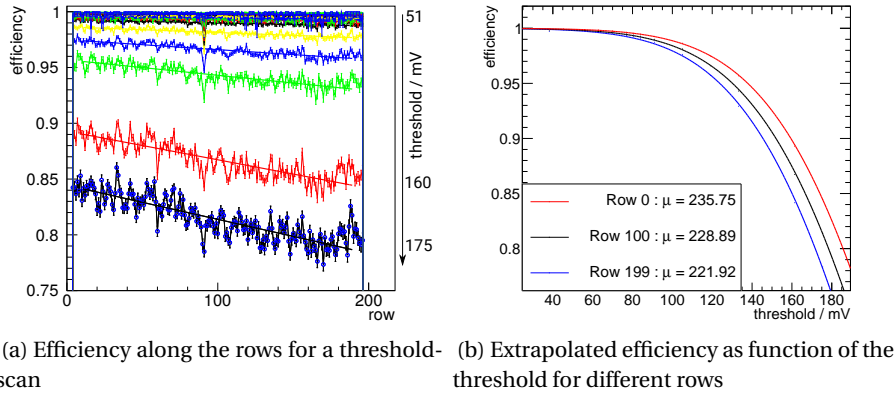 1
0.95
0.9
0.85
0.8
0.75
0
100
200
row
efficiency
51
160
175
threshold / mV
1
0.95
0.9
0.85
0.8
40
60
80
100
120
140
160
180
threshold / mV
efficiency
Row 0 : μ = 235.75
Row 100 : μ = 228.89
Row 199 : μ = 221.92
(a) Efficiency along the rows for a threshold-
scan
(b) Extrapolated efficiency as function of the
threshold for different rows